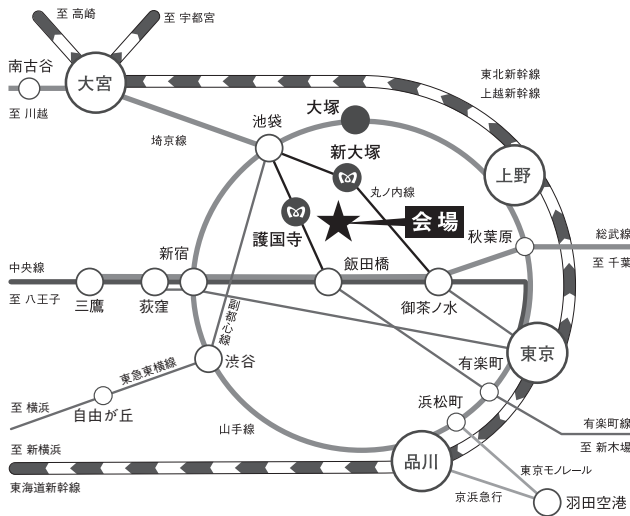 至 高崎
至 宇都宮
南古谷
大宮
東北新幹線
上越新幹線
至 川越
大塚
池袋
埼京線
新大塚
上野
丸ノ内線
会場
護国寺
秋葉原
総武線
新宿
飯田橋
中央線
至 千葉
至 八王子
三鷹
荻窪
御茶ノ水
副都心線
東京
渋谷
有楽町
東急東横線
浜松町
至 横浜
自由が丘
有楽町線
山手線
至 新木場
至 新横浜
品川
東京モノレール
東海道新幹線
京浜急行
羽田空港